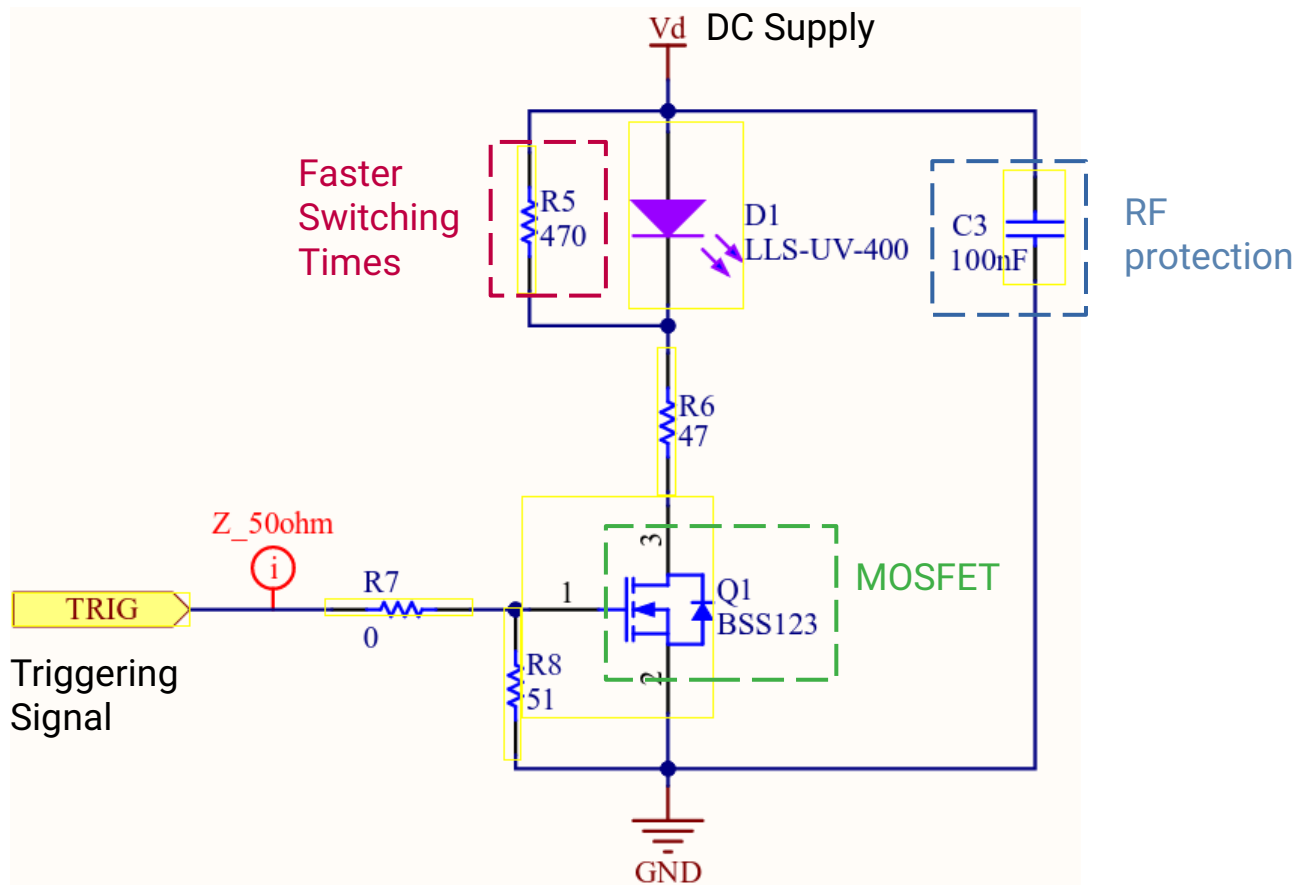 Vd
DC Supply
Faster
Switching
Times
R5
470
D1
LLS-UV-400
C3
100nF
RF
protection
R6
47
Z_50ohm
i
TRIG
R7
0
1
3
Q1
BSS123
MOSFET
2
R8
51
Triggering
Signal
GND